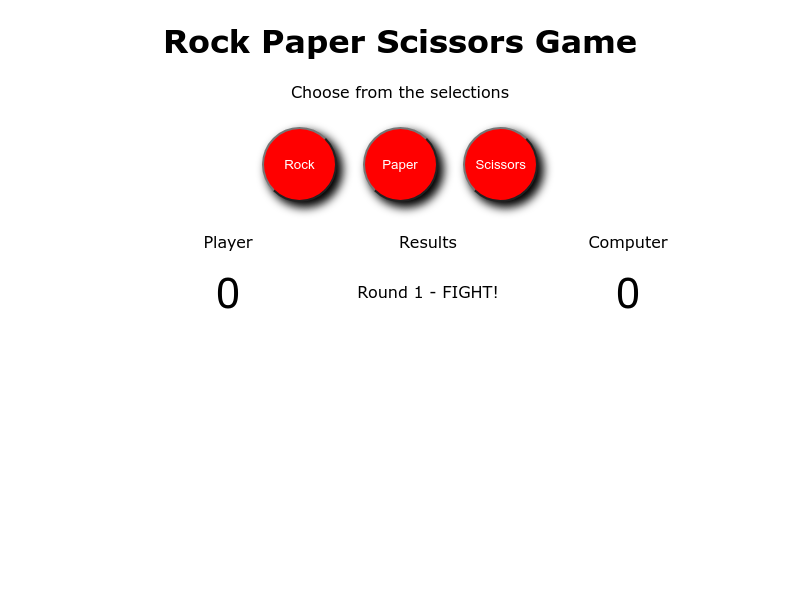 Rock Paper Scissors Game
Choose from the selections
Rock Paper Scissors
Player Results Computer
0 Round 1 - FIGHT! 0